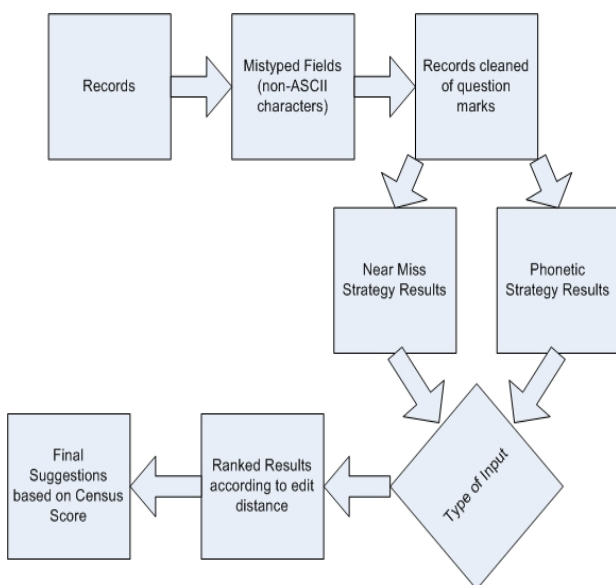 Records
Mistyped Fields
(non-ASCII
characters)
Records cleaned
of question
marks
Near Miss
Strategy Results
Phonetic
Strategy Results
Type of Input
Ranked Results
according to edit
distance
Final
Suggestions
based on Census
Score